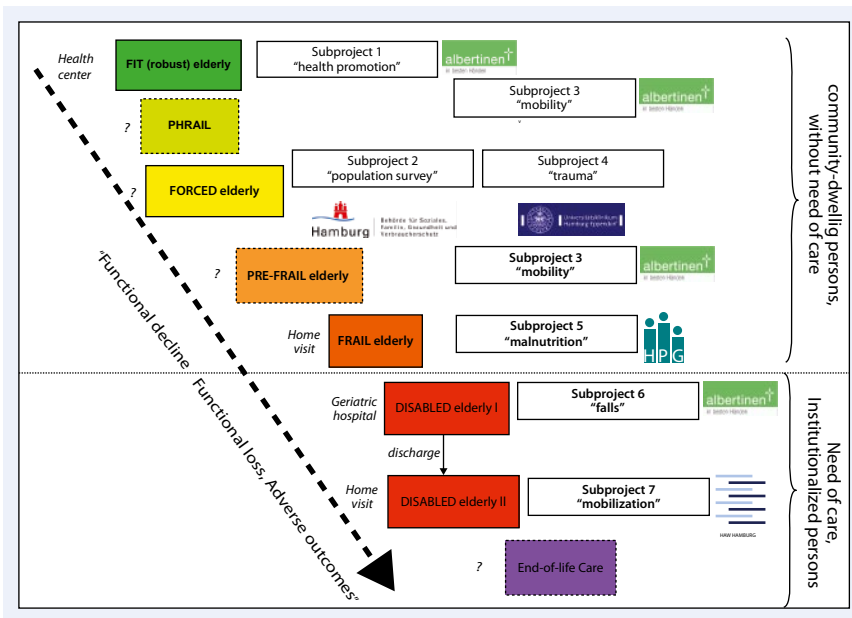 Health
center
FIT (robust) elderly
Subproject 1
“health promotion”
albertinen
Subproject 3
“mobility”
albertinen
?
PHRAIL
Subproject 2
“population survey”
Subproject 4
“trauma”
?
FORCED elderly
Hamburg
Behörde für Soziales,
Familie, Gesundheit und
Verbraucherschutz
Universitätsklinikum
Hamburg-Eppendorf
?
PRE-FRAIL elderly
Subproject 3
“mobility”
albertinen
Home
visit
FRAIL elderly
Subproject 5
“malnutrition”
HPG
community-dwellig persons,
without need of care
“Functional decline Functional loss, Adverse outcomes”
Geriatric
hospital
DISABLED elderly I
Subproject 6
“falls”
albertinen
discharge
Home
visit
DISABLED elderly II
Subproject 7
“mobilization”
HAW HAMBURG
?
End-of-life Care
Need of care,
Institutionalized persons